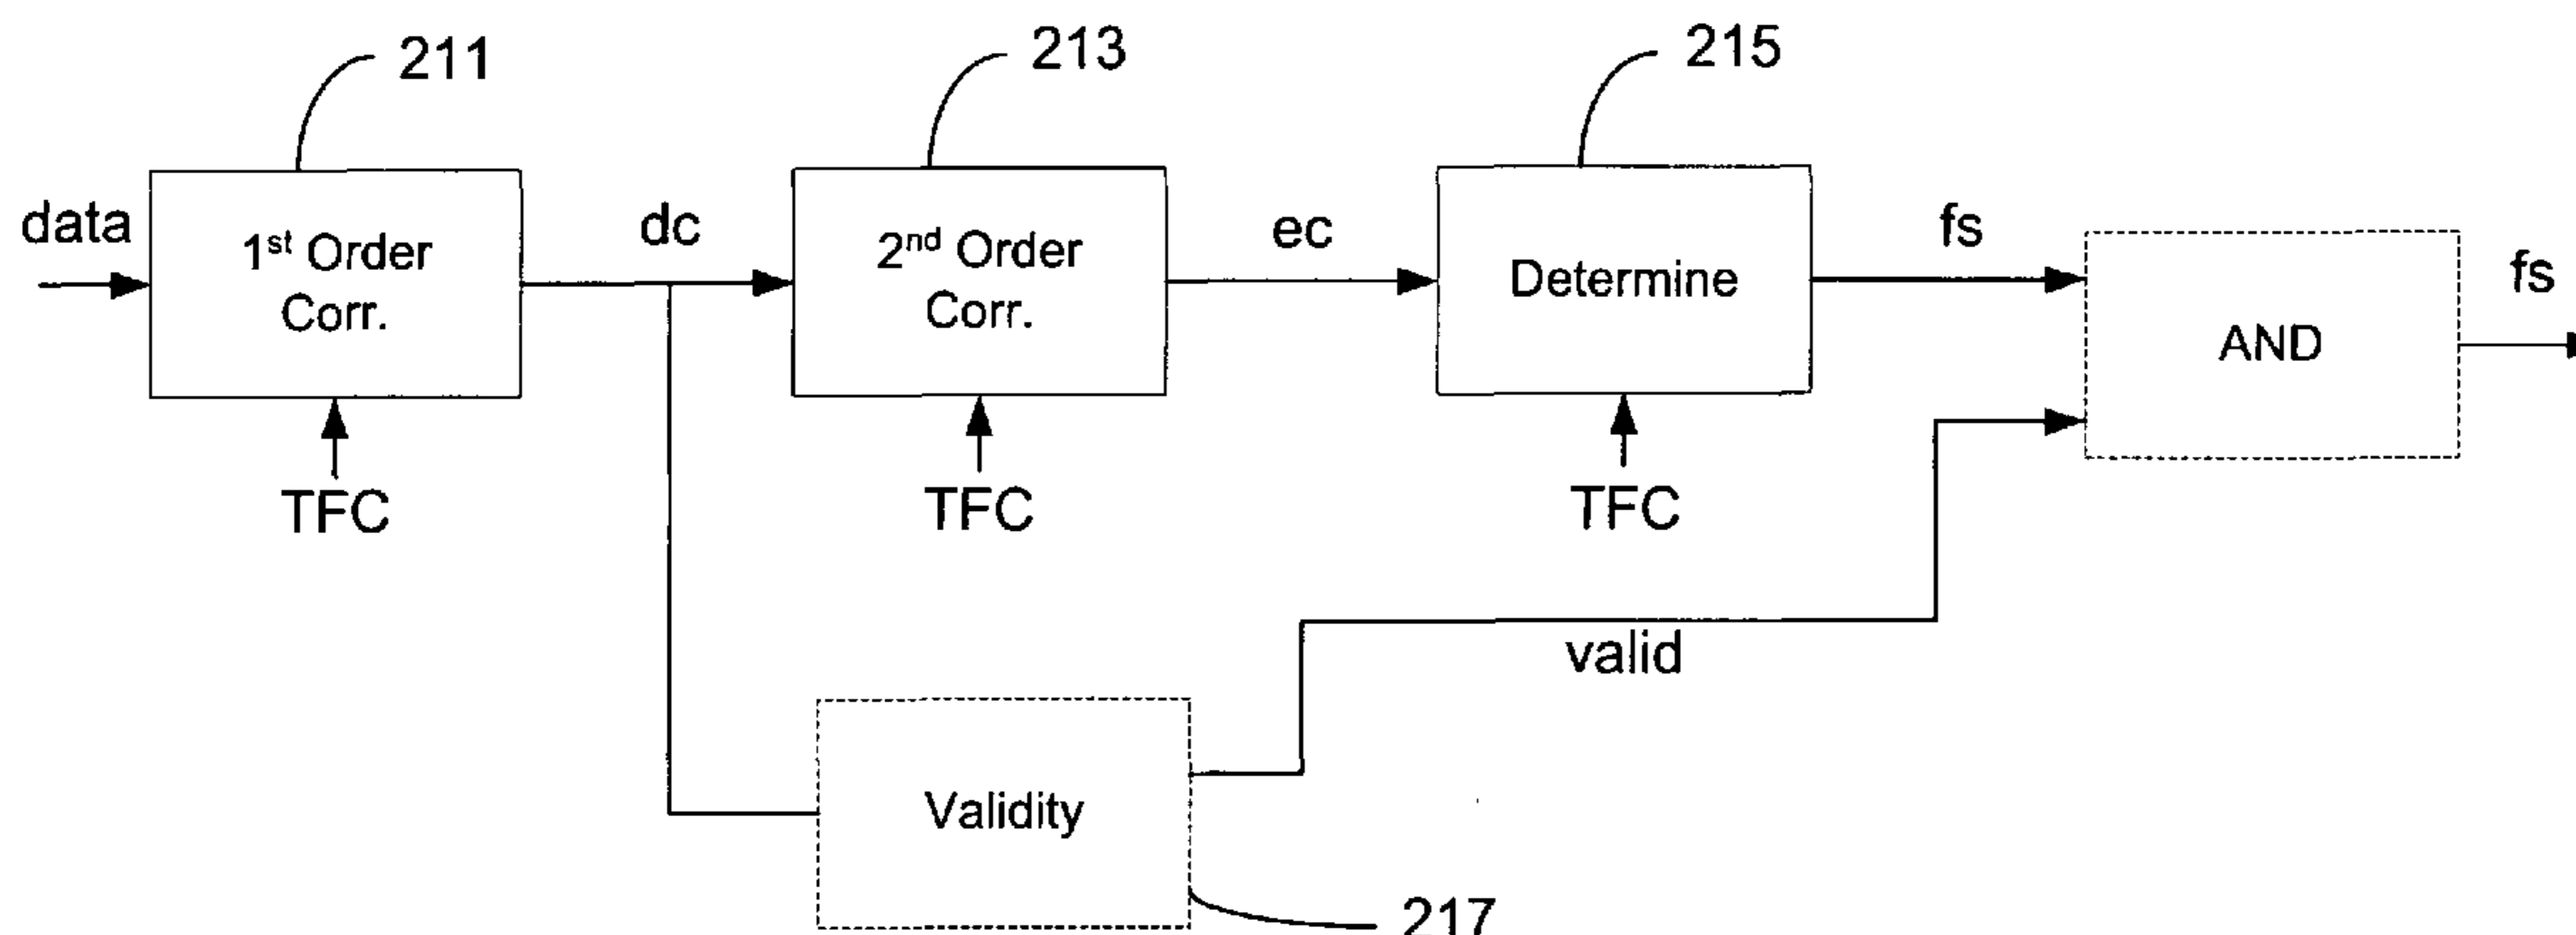 211
213
215
data
1st Order
Corr.
dc
2nd Order
Corr.
ec
Determine
fs
AND
fs
TFC
TFC
TFC
valid
Validity
217